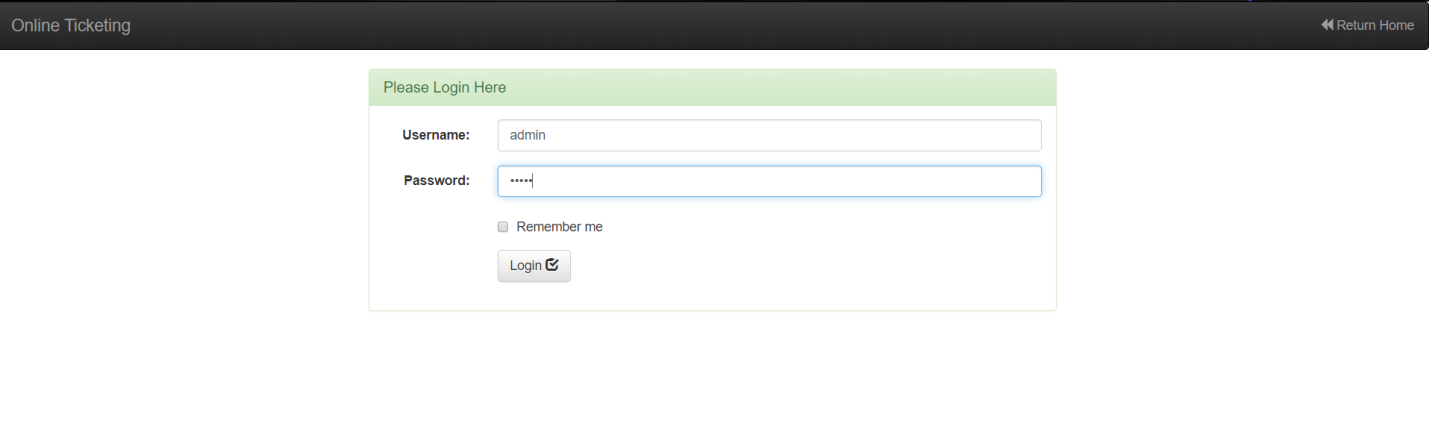 Online Ticketing
Return Home
Please Login Here
Username:
admin
Password:
•••••
Remember me
Login